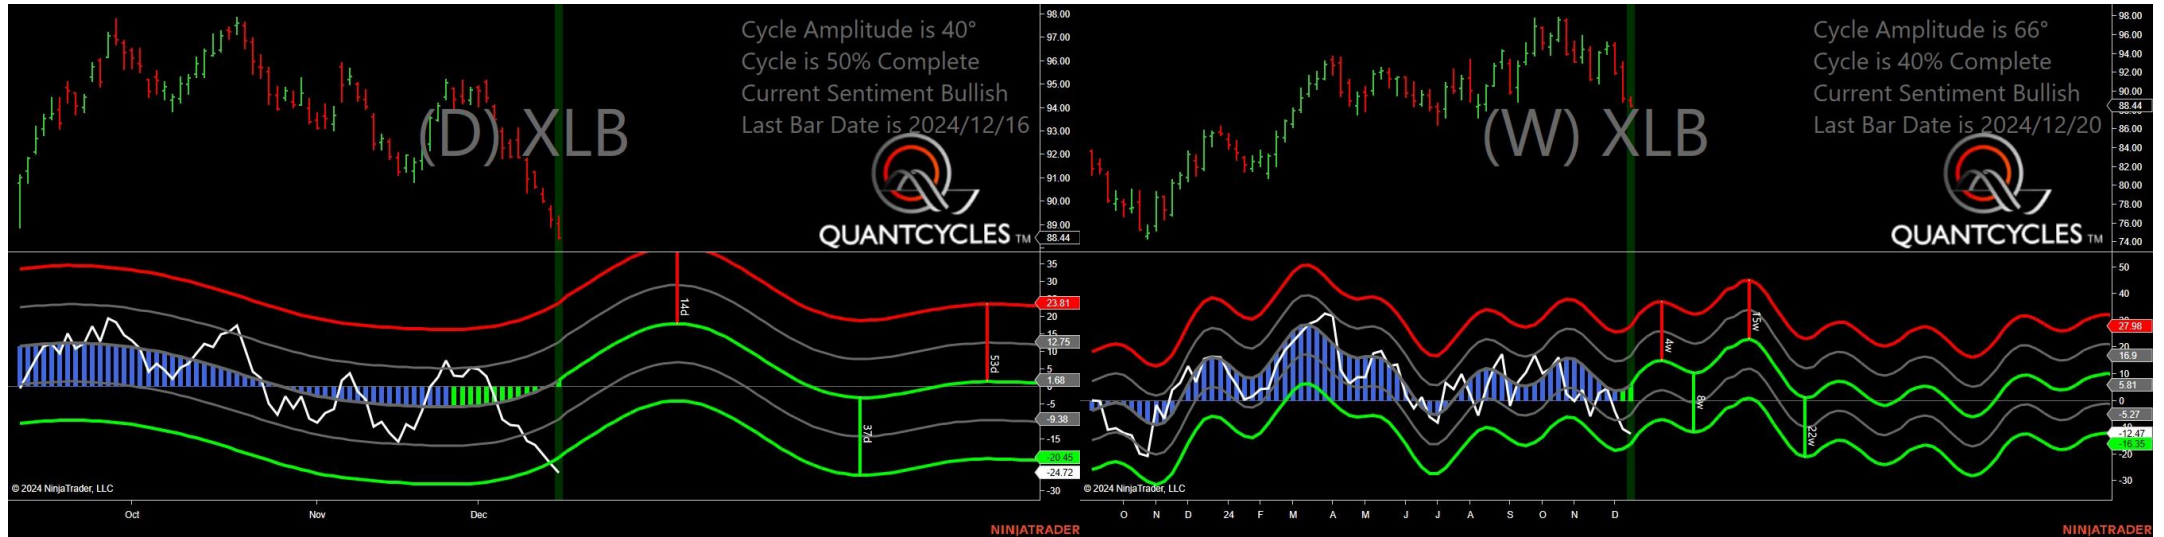 Cycle Amplitude is 40°
Cycle is 50% Complete
Current Sentiment Bullish
Last Bar Date is 2024/12/16
(D) XLB
QUANTCYCLES TM
98.00
97.00
96.00
95.00
94.00
93.00
92.00
91.00
90.00
89.00
88.44
35
30
23.81
20
12.75
10
5
1.68
-5
-9.38
-15
-20.45
-24.72
-30
14d
37d
53d
© 2024 NinjaTrader, LLC
Oct
Nov
Dec
NINJATRADER
Cycle Amplitude is 66°
Cycle is 40% Complete
Current Sentiment Bullish
Last Bar Date is 2024/12/20
(W) XLB
QUANTCYCLES TM
98.00
96.00
94.00
92.00
90.00
88.44
86.00
84.00
82.00
80.00
78.00
76.00
74.00
50
40
27.98
20
16.9
5.81
0
-5.27
-12.47
-16.35
-20
-30
4w
8w
15w
22w
© 2024 NinjaTrader, LLC
O N D 24 F M A M J J A S O N D
NINJATRADER